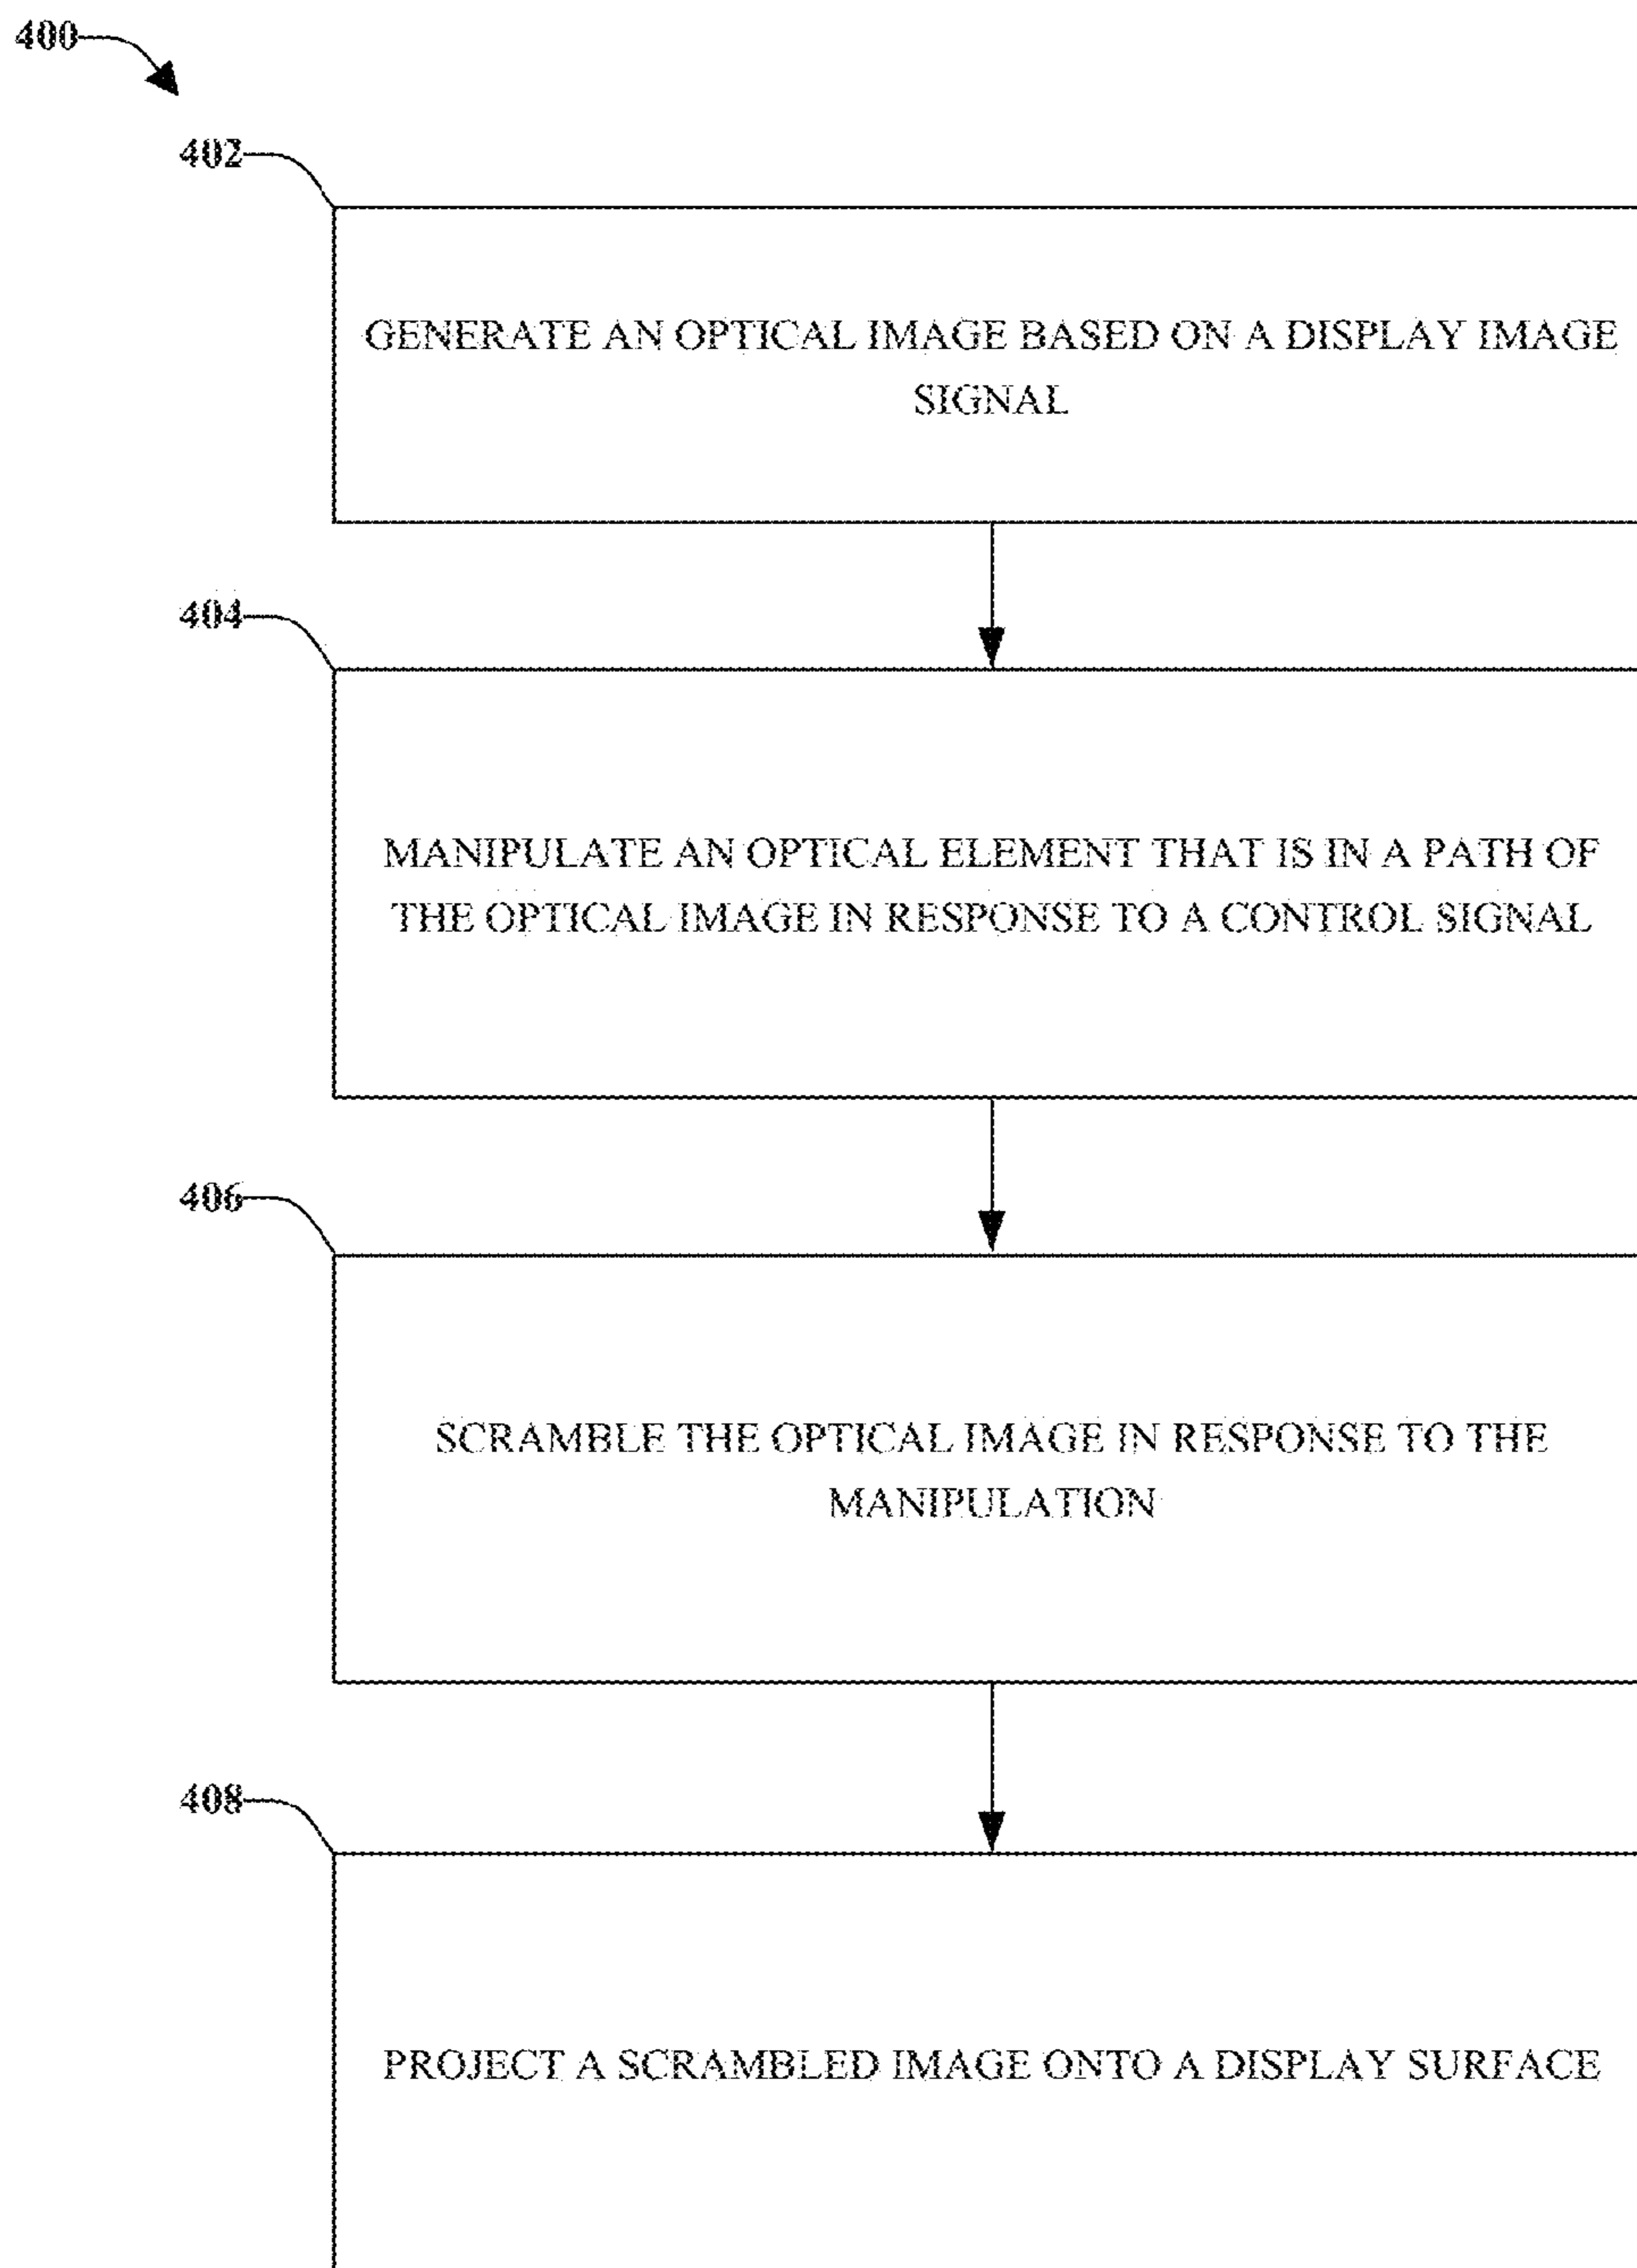 400
402
GENERATE AN OPTICAL IMAGE BASED ON A DISPLAY IMAGE
SIGNAL
404
MANIPULATE AN OPTICAL ELEMENT THAT IS IN A PATH OF
THE OPTICAL IMAGE IN RESPONSE TO A CONTROL SIGNAL
406
SCRAMBLE THE OPTICAL IMAGE IN RESPONSE TO THE
MANIPULATION
408
PROJECT A SCRAMBLED IMAGE ONTO A DISPLAY SURFACE